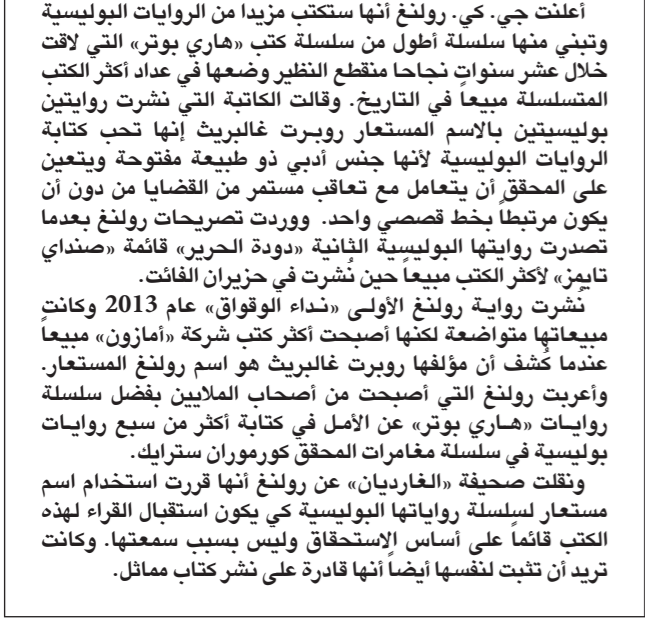 أعلنت جي. كي. رولنغ أنها ستكتب مزيدا من الروايات البوليسية
وتبني منها سلسلة أطول من سلسلة كتب «هاري بوتر» التي لاقت
خلال عشر سنواتٍ نجاحا منقطع النظير وضعها في عداد أكثر الكتب
المتسلسلة مبيعاً في التاريخ. وقالت الكاتبة التي نشرت روايتين
بوليسيتين بالاسم المستعار روبرت غالبريث إنها تحب كتابة
الروايات البوليسية لأنها جنس أدبي ذو طبيعة مفتوحة ويتعين
على المحقق أن يتعامل مع تعاقب مستمر من القضايا من دون أن
يكون مرتبطاً بخط قصصي واحد. ووردت تصريحات رولنغ بعدما
تصدرت روايتها البوليسية الثانية «دودة الحرير» قائمة «صنداي
تايمز» لأكثر الكتب مبيعاً حين نُشرت في حزيران الفائت.
نُشرت رواية رولنغ الأولى «نداء الوقواق» عام 2013 وكانت
مبيعاتها متواضعة لكنها أصبحت أكثر كتب شركة «أمازون» مبيعاً
عندما كُشف أن مؤلفها روبرت غالبريث هو اسم رولنغ المستعار.
وأعربت رولنغ التي أصبحت من أصحاب الملايين بفضل سلسلة
روايات «هاري بوتر» عن الأمل في كتابة أكثر من سبع روايات
بوليسية في سلسلة مغامرات المحقق كورموران سترايك.
ونقلت صحيفة «الغارديان» عن رولنغ أنها قررت استخدام اسم
مستعار لسلسلة رواياتها البوليسية كي يكون استقبال القراء لهذه
الكتب قائماً على أساس الاستحقاق وليس بسبب سمعتها. وكانت
تريد أن تثبت لنفسها أيضاً أنها قادرة على نشر كتاب مماثل.